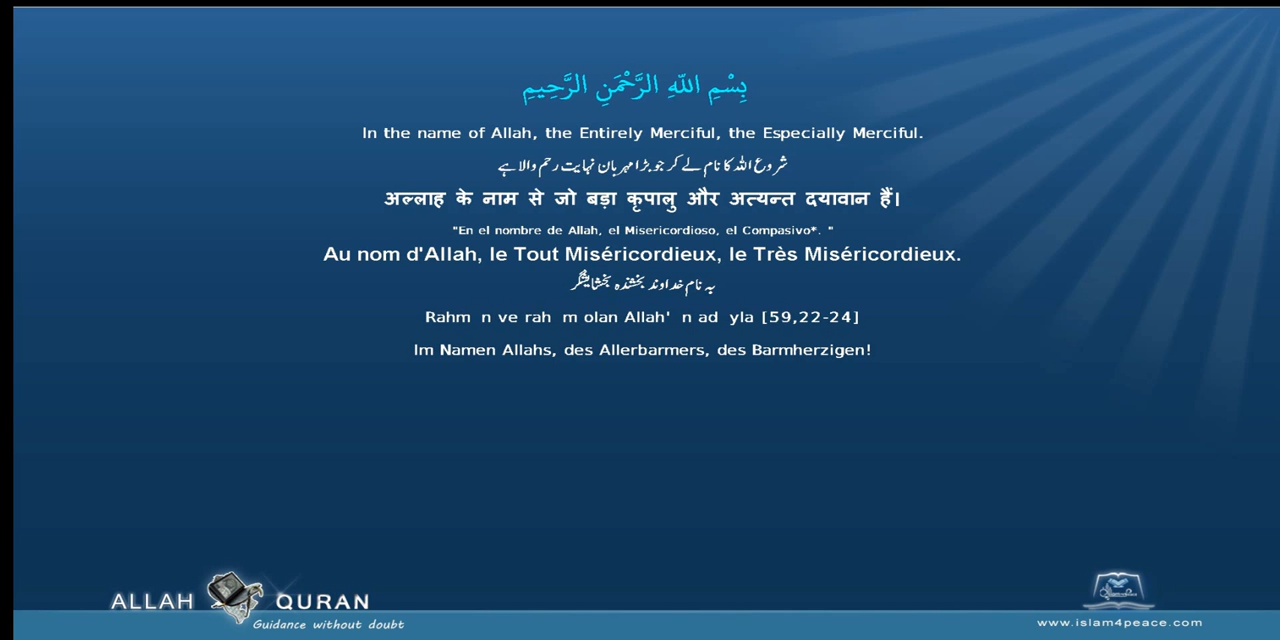 بِسْمِ اللَّهِ الرَّحْمَنِ الرَّحِيمِ
In the name of Allah, the Entirely Merciful, the Especially Merciful.
شروع الله کا نام لے کر جو بڑا مہربان نہایت رحم والا ہے
अल्लाह के नाम से जो बड़ा कृपालु और अत्यन्त दयावान हैं।
"En el nombre de Allah, el Misericordioso, el Compasivo*. "
Au nom d'Allah, le Tout Miséricordieux, le Très Miséricordieux.
به نام خداوند بخشنده بخشایشگر
Rahm n ve rah m olan Allah' n ad yla [59,22-24]
Im Namen Allahs, des Allerbarmers, des Barmherzigen!
ALLAH QURAN
Guidance without doubt
www.islam4peace.com